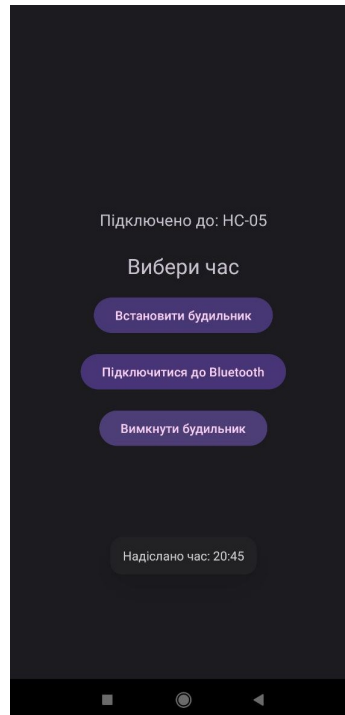 Підключено до: HC-05
Вибери час
Встановити будильник
Підключитися до Bluetooth
Вимкнути будильник
Надіслано час: 20:45